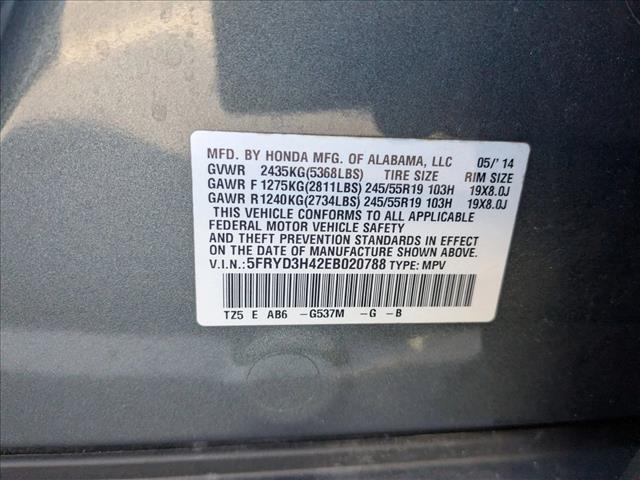 MFD. BY HONDA MFG. OF ALABAMA, LLC 05/'14
GVWR 2435KG(5368LBS) TIRE SIZE RIM SIZE
GAWR F 1275KG(2811LBS) 245/55R19 103H 19X8.0J
GAWR R 1240KG(2734LBS) 245/55R19 103H 19X8.0J
THIS VEHICLE CONFORMS TO ALL APPLICABLE
FEDERAL MOTOR VEHICLE SAFETY
AND THEFT PREVENTION STANDARDS IN EFFECT
ON THE DATE OF MANUFACTURE SHOWN ABOVE.
V.I.N.: 5FRYD3H42EB020788 TYPE: MPV
TZ5 E AB6 -G537M -G -B